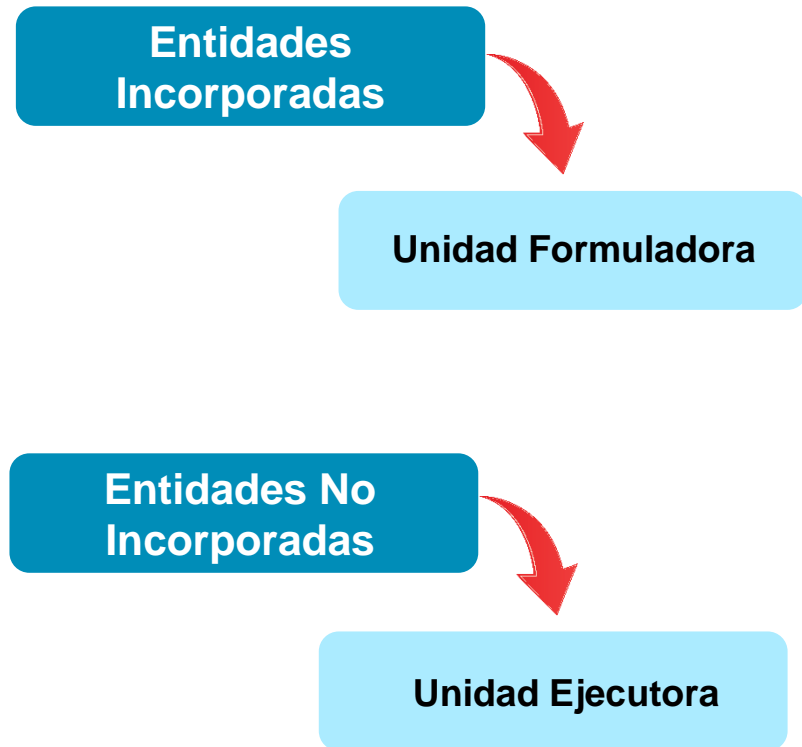 Entidades
Incorporadas
Unidad Formuladora
Entidades No
Incorporadas
Unidad Ejecutora